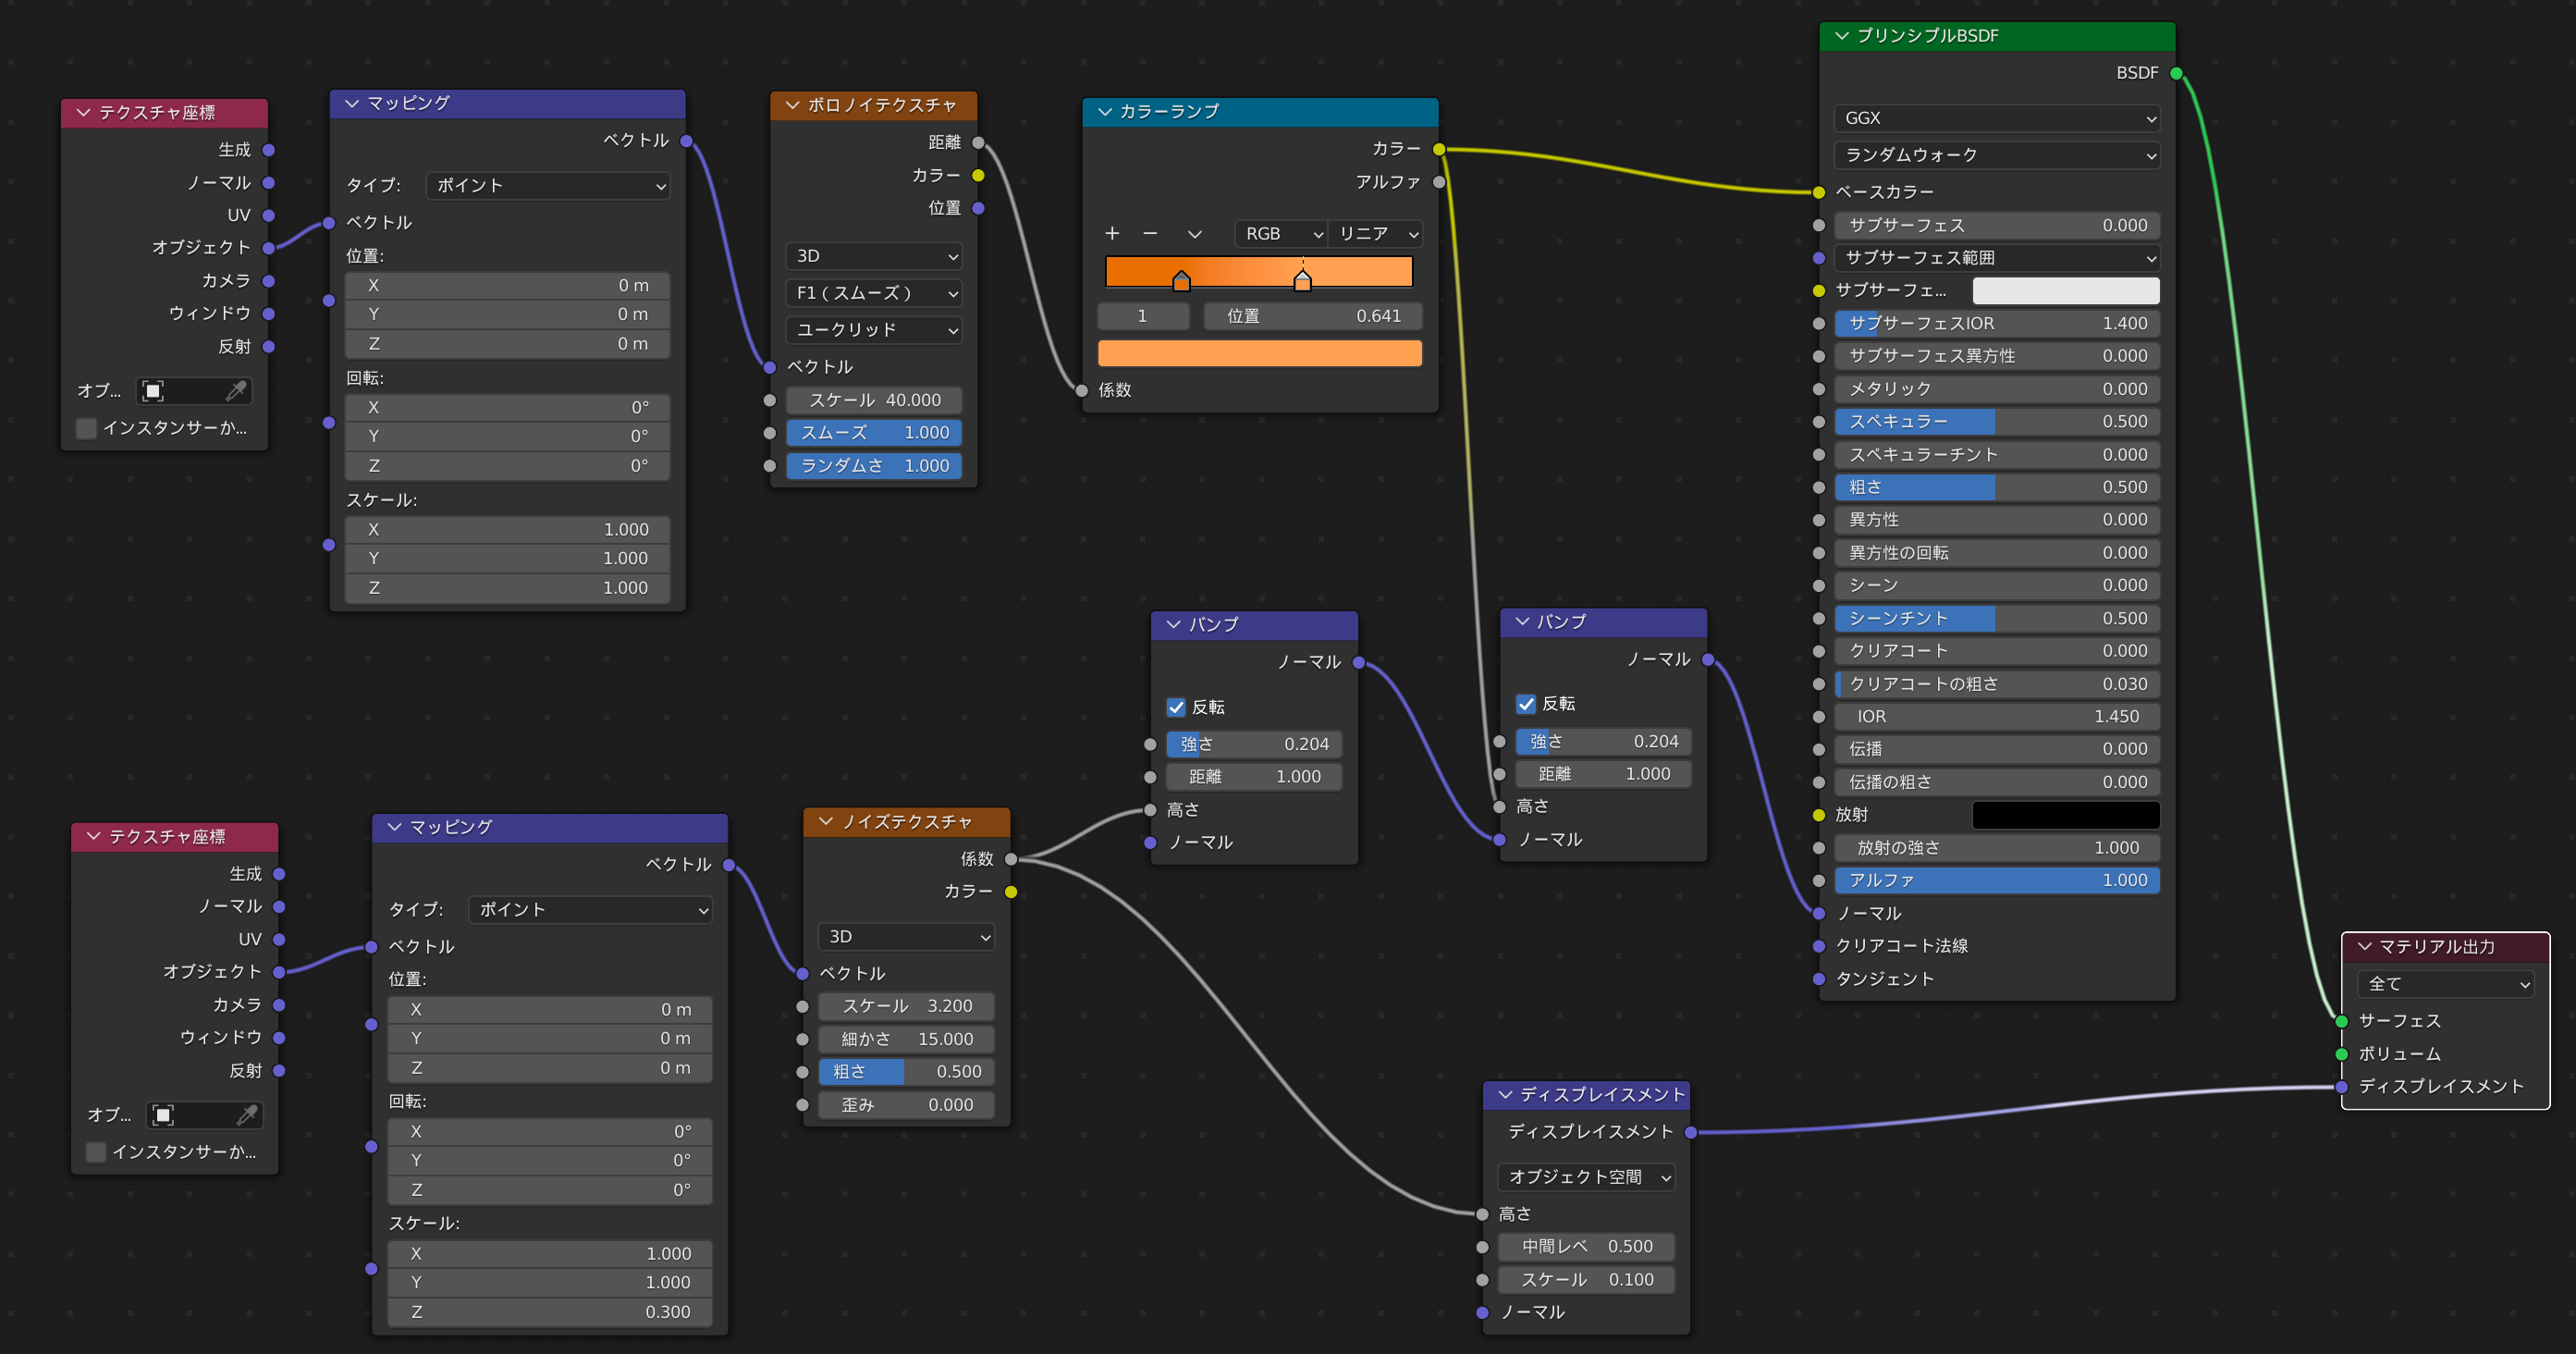 テクスチャ座標
生成
ノーマル
UV
オブジェクト
カメラ
ウィンドウ
反射
オブ...
インスタンサーか...
マッピング
ベクトル
タイプ: ポイント
ベクトル
位置:
X 0 m
Y 0 m
Z 0 m
回転:
X 0°
Y 0°
Z 0°
スケール:
X 1.000
Y 1.000
Z 1.000
ボロノイテクスチャ
距離
カラー
位置
3D
F1（スムーズ）
ユークリッド
ベクトル
スケール 40.000
スムーズ 1.000
ランダムさ 1.000
カラーランプ
カラー
アルファ
+ − RGB リニア
1 位置 0.641
係数
プリンシプルBSDF
BSDF
GGX
ランダムウォーク
ベースカラー
サブサーフェス 0.000
サブサーフェス範囲
サブサーフェ...
サブサーフェスIOR 1.400
サブサーフェス異方性 0.000
メタリック 0.000
スペキュラー 0.500
スペキュラーチント 0.000
粗さ 0.500
異方性 0.000
異方性の回転 0.000
シーン 0.000
シーンチント 0.500
クリアコート 0.000
クリアコートの粗さ 0.030
IOR 1.450
伝播 0.000
伝播の粗さ 0.000
放射
放射の強さ 1.000
アルファ 1.000
ノーマル
クリアコート法線
タンジェント
バンプ
ノーマル
反転
強さ 0.204
距離 1.000
高さ
ノーマル
バンプ
ノーマル
反転
強さ 0.204
距離 1.000
高さ
ノーマル
テクスチャ座標
生成
ノーマル
UV
オブジェクト
カメラ
ウィンドウ
反射
オブ...
インスタンサーか...
マッピング
ベクトル
タイプ: ポイント
ベクトル
位置:
X 0 m
Y 0 m
Z 0 m
回転:
X 0°
Y 0°
Z 0°
スケール:
X 1.000
Y 1.000
Z 0.300
ノイズテクスチャ
係数
カラー
3D
ベクトル
スケール 3.200
細かさ 15.000
粗さ 0.500
歪み 0.000
ディスプレイスメント
ディスプレイスメント
オブジェクト空間
高さ
中間レベ 0.500
スケール 0.100
ノーマル
マテリアル出力
全て
サーフェス
ボリューム
ディスプレイスメント